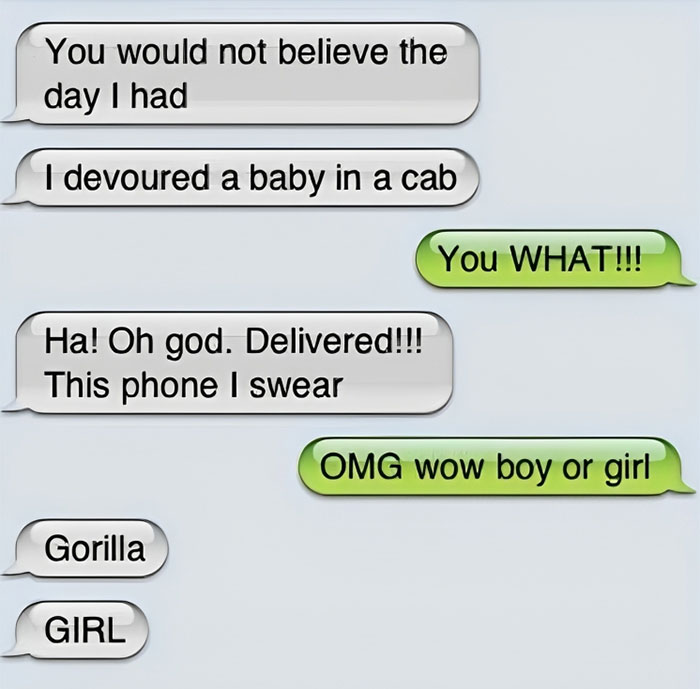 You would not believe the
day I had
I devoured a baby in a cab
You WHAT!!!
Ha! Oh god. Delivered!!!
This phone I swear
OMG wow boy or girl
Gorilla
GIRL